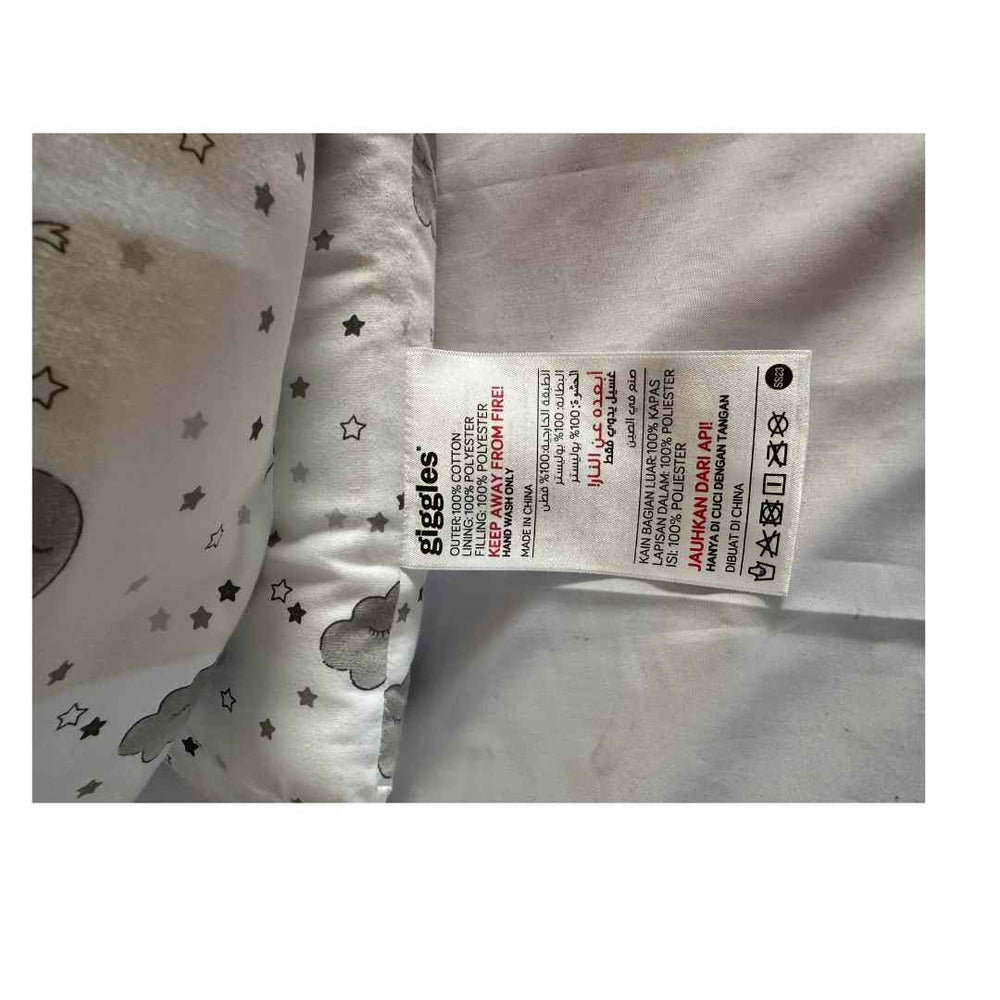 giggles
OUTER:100% COTTON
LINING:100% POLYESTER
FILLING: 100% POLYESTER
KEEP AWAY FROM FIRE!
HAND WASH ONLY
MADE IN CHINA
الطبقة الخارجية:100% قطن
البطانة: 100% بوليستر
الحشوة: 100% بوليستر
أبعده عن النار!
غسيل يدوي فقط
صنع في الصين
KAIN BAGIAN LUAR:100% KAPAS
LAPISAN DALAM: 100% POLIESTER
ISI: 100% POLIESTER
JAUHKAN DARI API!
HANYA DI CUCI DENGAN TANGAN
DIBUAT DI CHINA
SS23